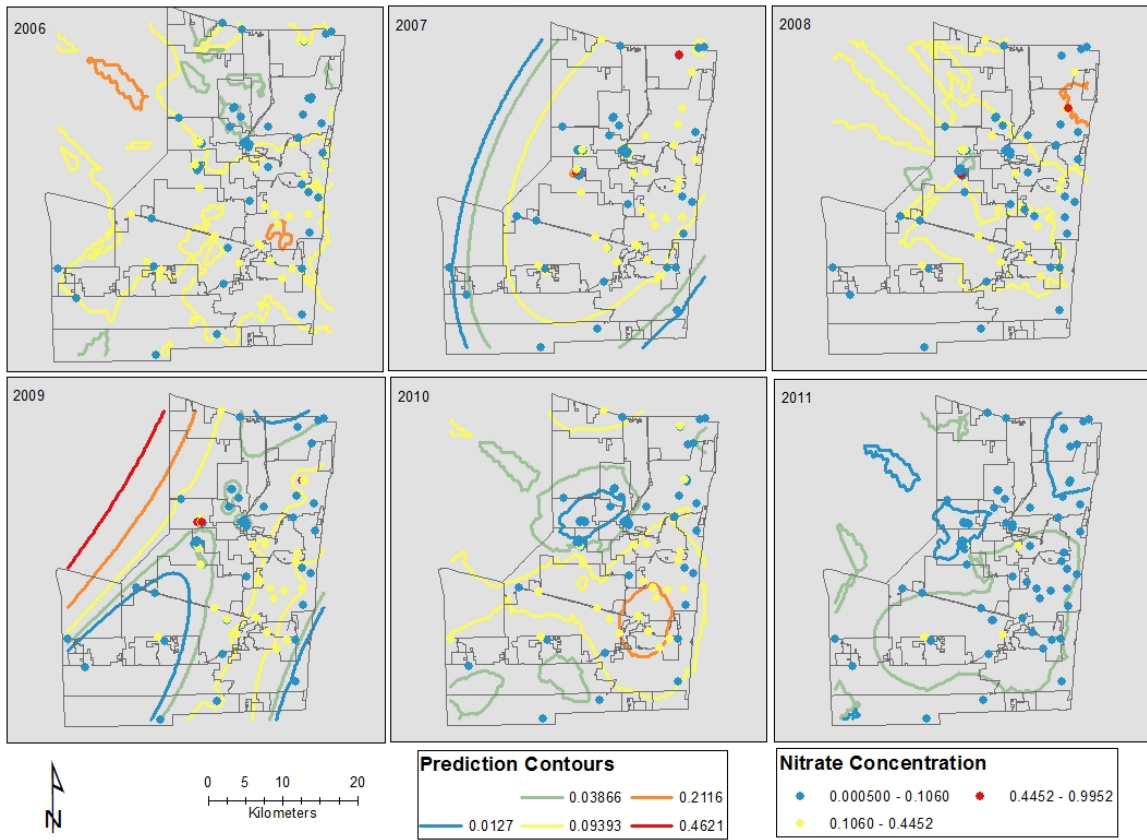 2006
2007
2008
2009
2010
2011
N
0 5 10 20
Kilometers
Prediction Contours
0.03866 0.2116
0.0127 0.09393 0.4621
Nitrate Concentration
0.000500 - 0.1060 0.4452 - 0.9952
0.1060 - 0.4452